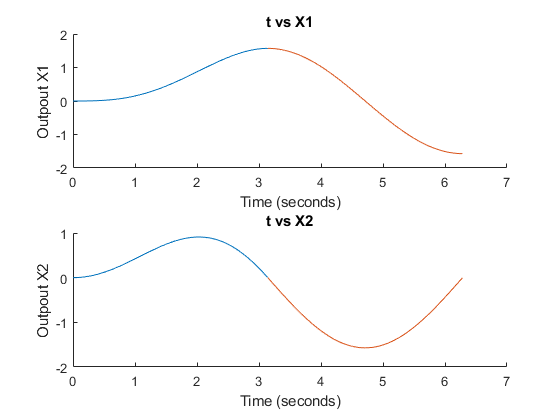 t vs X1
2
1
0
-1
-2
Outpout X1
0 1 2 3 4 5 6 7
Time (seconds)
t vs X2
1
0
-1
-2
Outpout X2
0 1 2 3 4 5 6 7
Time (seconds)